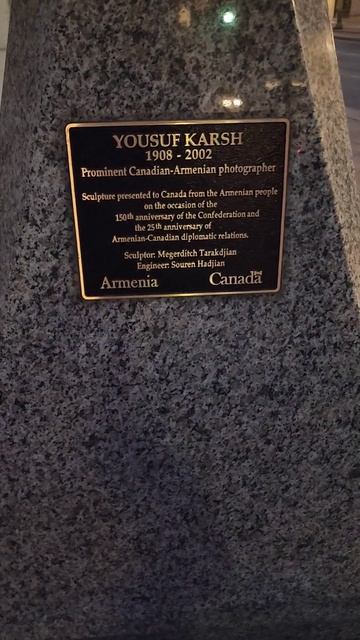 YOUSUF KARSH
1908 - 2002
Prominent Canadian-Armenian photographer
Sculpture presented to Canada from the Armenian people
on the occasion of the
150th anniversary of the Confederation and
the 25th anniversary of
Armenian-Canadian diplomatic relations.
Sculptor: Megerditch Tarakdjian
Engineer: Souren Hadjian
Armenia Canada